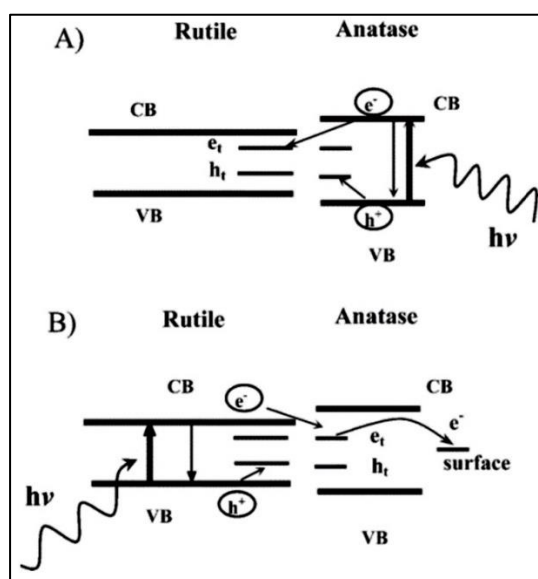 A)
Rutile Anatase
CB e⁻ CB
eₜ
hₜ
VB h⁺
VB
hν
B)
Rutile Anatase
CB e⁻ CB
eₜ e⁻
hₜ surface
hν VB h⁺
VB